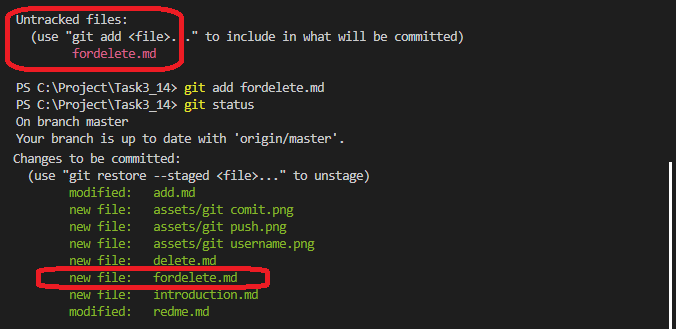 Untracked files:
(use "git add <file>..." to include in what will be committed)
fordelete.md
PS C:\Project\Task3_14> git add fordelete.md
PS C:\Project\Task3_14> git status
On branch master
Your branch is up to date with 'origin/master'.
Changes to be committed:
(use "git restore --staged <file>..." to unstage)
modified: add.md
new file: assets/git comit.png
new file: assets/git push.png
new file: assets/git username.png
new file: delete.md
new file: fordelete.md
new file: introduction.md
modified: redme.md